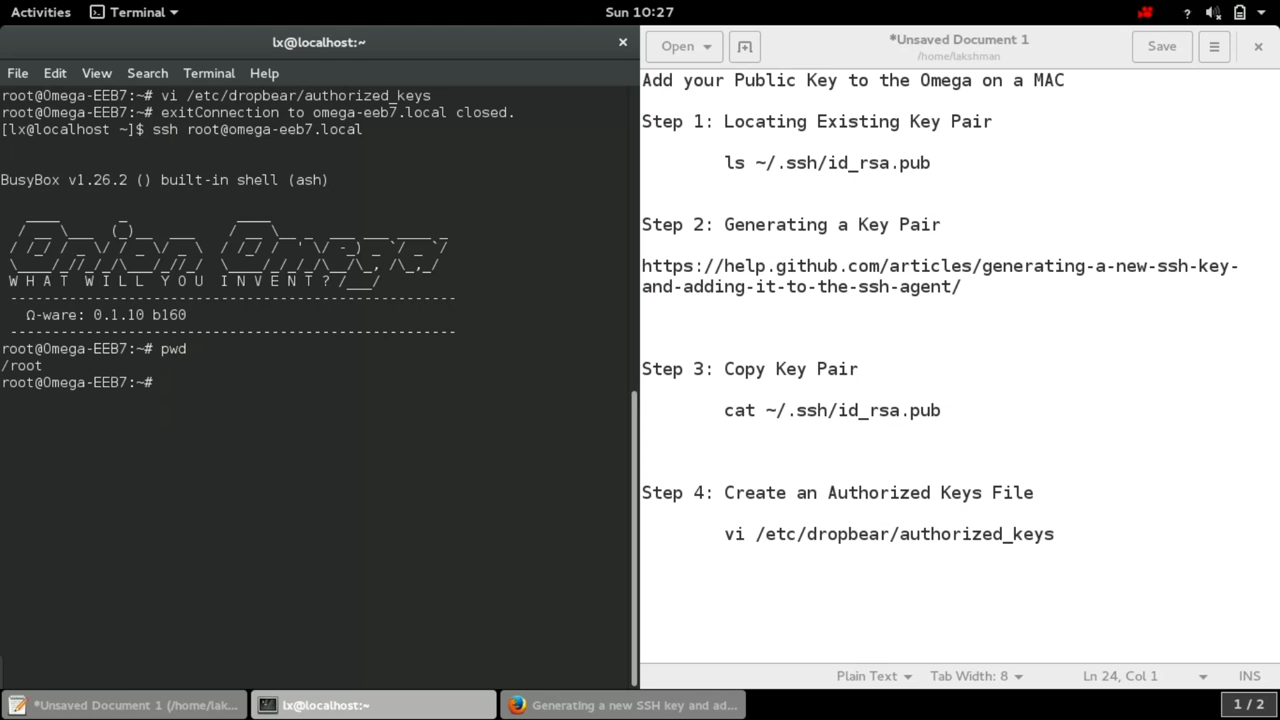 Activities
Terminal
Sun 10:27
?
lx@localhost:~
×
File Edit View Search Terminal Help
root@Omega-EEB7:~# vi /etc/dropbear/authorized_keys
root@Omega-EEB7:~# exitConnection to omega-eeb7.local closed.
[lx@localhost ~]$ ssh root@omega-eeb7.local
BusyBox v1.26.2 () built-in shell (ash)
Onion Omega
W H A T  W I L L  Y O U  I N V E N T ?
-----------------------------------------------------
Ω-ware: 0.1.10 b160
-----------------------------------------------------
root@Omega-EEB7:~# pwd
/root
root@Omega-EEB7:~#
Open
*Unsaved Document 1
/home/lakshman
Save
×
Add your Public Key to the Omega on a MAC
Step 1: Locating Existing Key Pair
ls ~/.ssh/id_rsa.pub
Step 2: Generating a Key Pair
https://help.github.com/articles/generating-a-new-ssh-key-
and-adding-it-to-the-ssh-agent/
Step 3: Copy Key Pair
cat ~/.ssh/id_rsa.pub
Step 4: Create an Authorized Keys File
vi /etc/dropbear/authorized_keys
Plain Text
Tab Width: 8
Ln 24, Col 1
INS
*Unsaved Document 1 (/home/lak...
lx@localhost:~
Generating a new SSH key and ad...
1 / 2